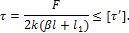 τ = F / 2k(βl + l₁) ≤ [τ′].